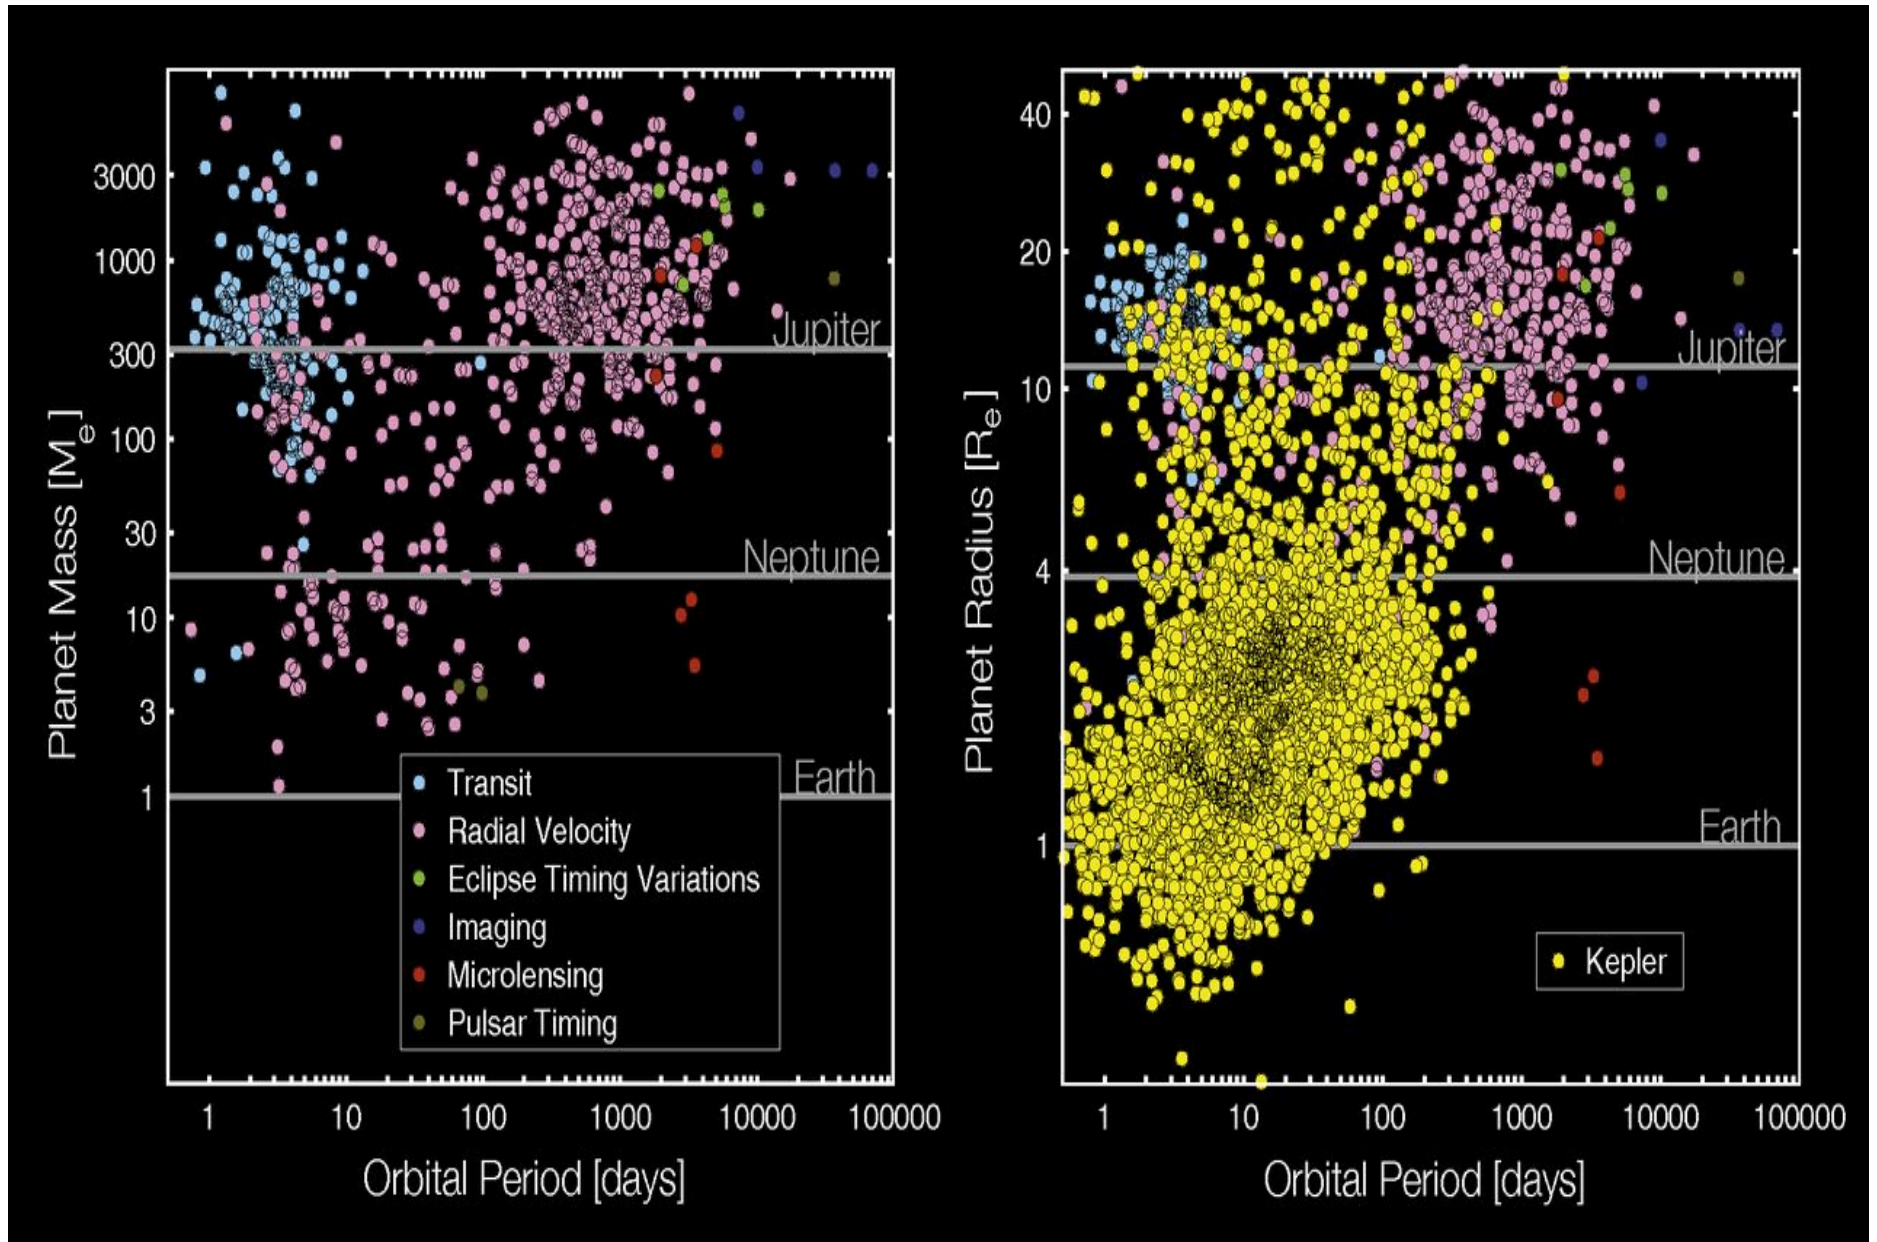 Planet Mass [Me]
3000
1000
300
100
30
10
3
1
Jupiter
Neptune
Earth
Transit
Radial Velocity
Eclipse Timing Variations
Imaging
Microlensing
Pulsar Timing
1 10 100 1000 10000 100000
Orbital Period [days]
Planet Radius [Re]
40
20
10
4
1
Jupiter
Neptune
Earth
Kepler
1 10 100 1000 10000 100000
Orbital Period [days]